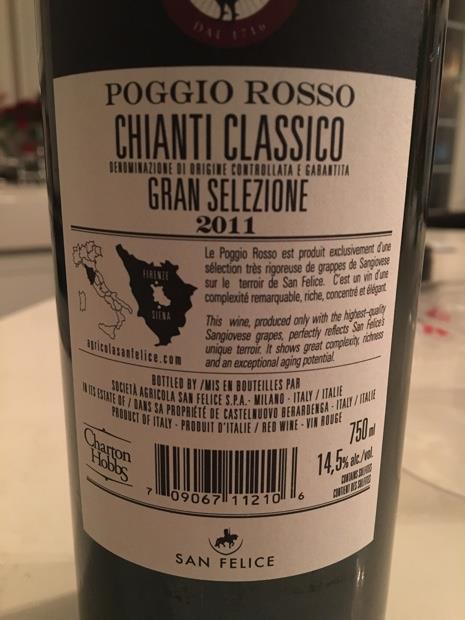 DAL 1716
POGGIO ROSSO
CHIANTI CLASSICO
DENOMINAZIONE DI ORIGINE CONTROLLATA E GARANTITA
GRAN SELEZIONE
2011
FIRENZE
SIENA
agricolasanfelice.com
Le Poggio Rosso est produit exclusivement d'une
sélection très rigoreuse de grappes de Sangiovese
sur le terroir de San Felice. C'est un vin d'une
complexité remarquable, riche, concentré et élégant.
This wine, produced only with the highest-quality
Sangiovese grapes, perfectly reflects San Felice's
unique terroir. It shows great complexity, richness
and an exceptional aging potential.
BOTTLED BY /MIS EN BOUTEILLES PAR
SOCIETÀ AGRICOLA SAN FELICE S.P.A. - MILANO - ITALY / ITALIE
IN ITS ESTATE OF / DANS SA PROPRIÉTÉ DE CASTELNUOVO BERARDENGA - ITALY / ITALIE
PRODUCT OF ITALY - PRODUIT D'ITALIE / RED WINE - VIN ROUGE
750 ml
14,5% alc./vol.
CONTAINS SULFITES
CONTIENT DES SULFITES
Charton
Hobbs
7 09067 11210 6
SAN FELICE